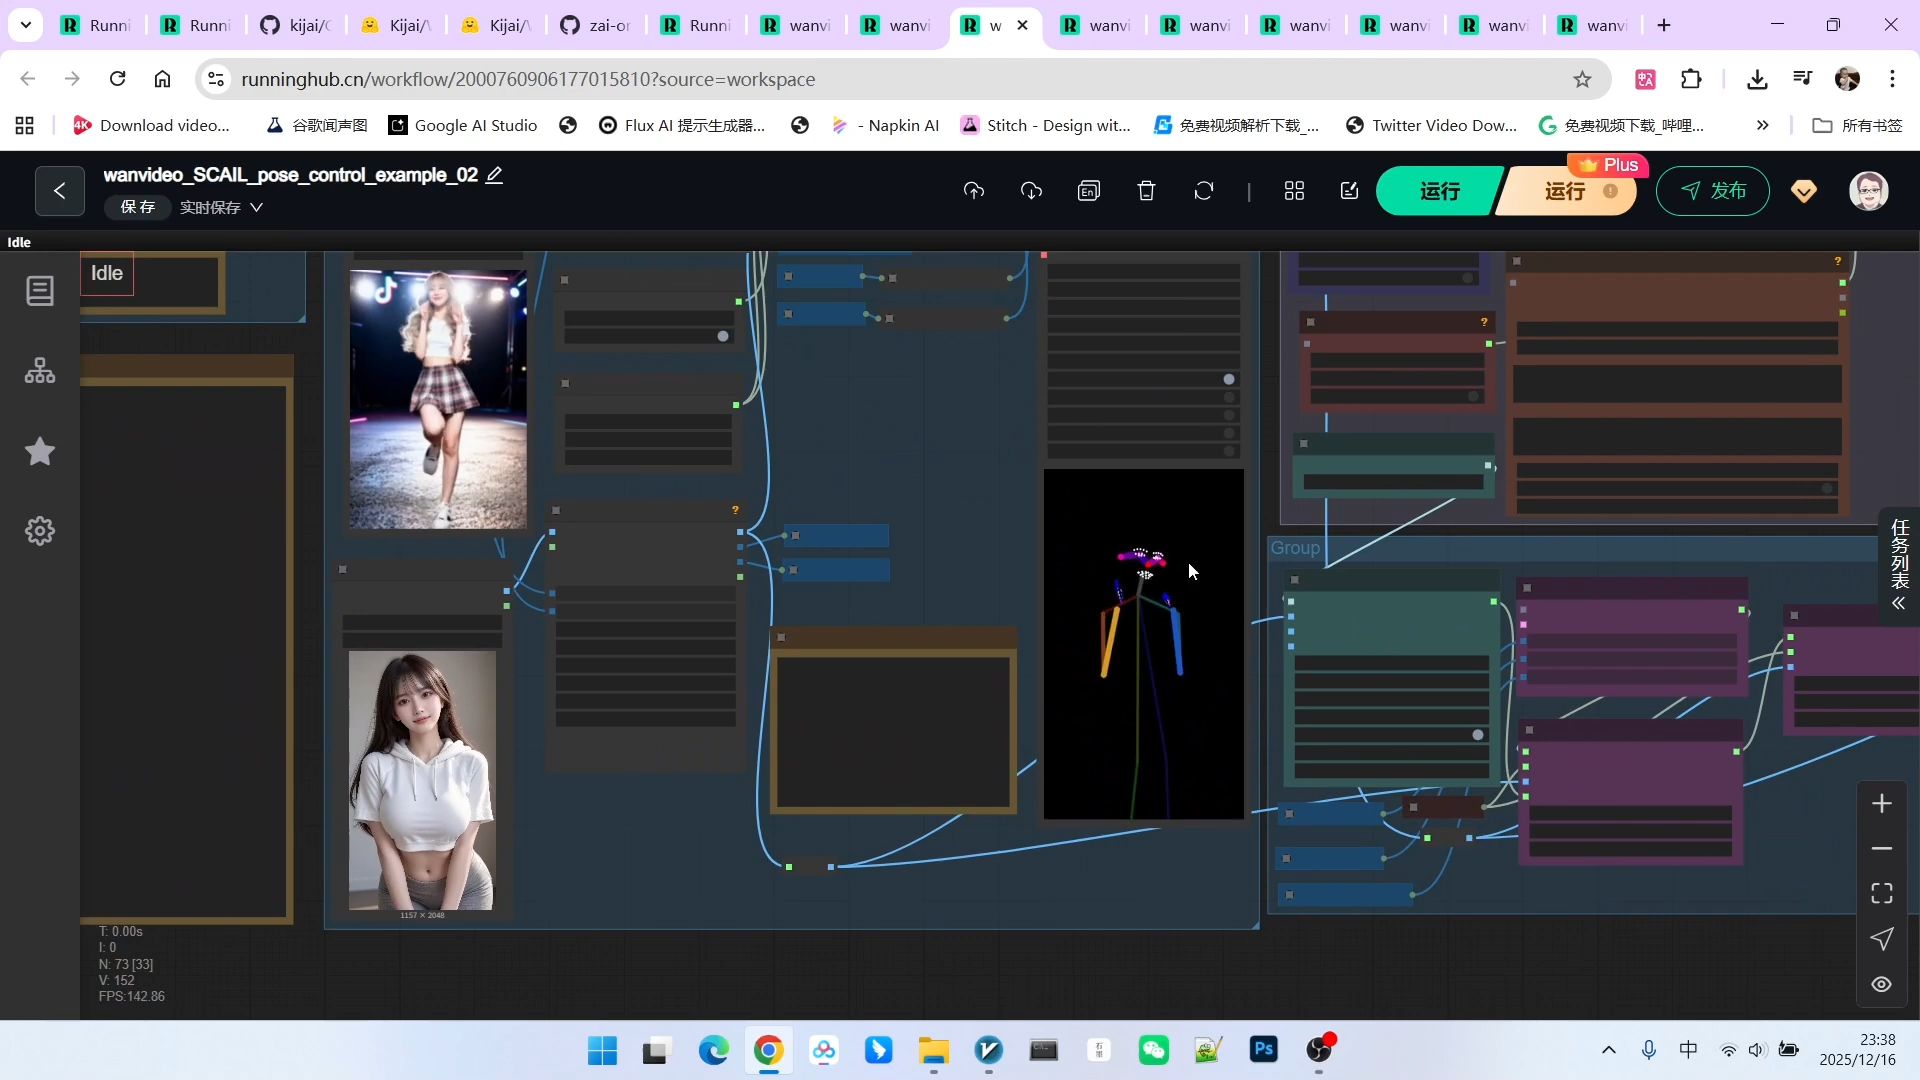 Runni
Runni
kijai/C
Kijai/\
Kijai/\
zai-or
Runni
wanvi
wanvi
w
wanvi
wanvi
wanvi
wanvi
wanvi
wanvi
runninghub.cn/workflow/2000760906177015810?source=workspace
Download video...
谷歌闻声图
Google AI Studio
Flux AI 提示生成器...
- Napkin AI
Stitch - Design wit...
免费视频解析下载_...
Twitter Video Dow...
免费视频下载_哔哩...
所有书签
wanvideo_SCAIL_pose_control_example_02
保存
实时保存
En
运行
运行
Plus
发布
Idle
Idle
Group
任务列表
1157 × 2048
T: 0.00s
I: 0
N: 73 [33]
V: 152
FPS:142.86
Ps
中
23:38
2025/12/16